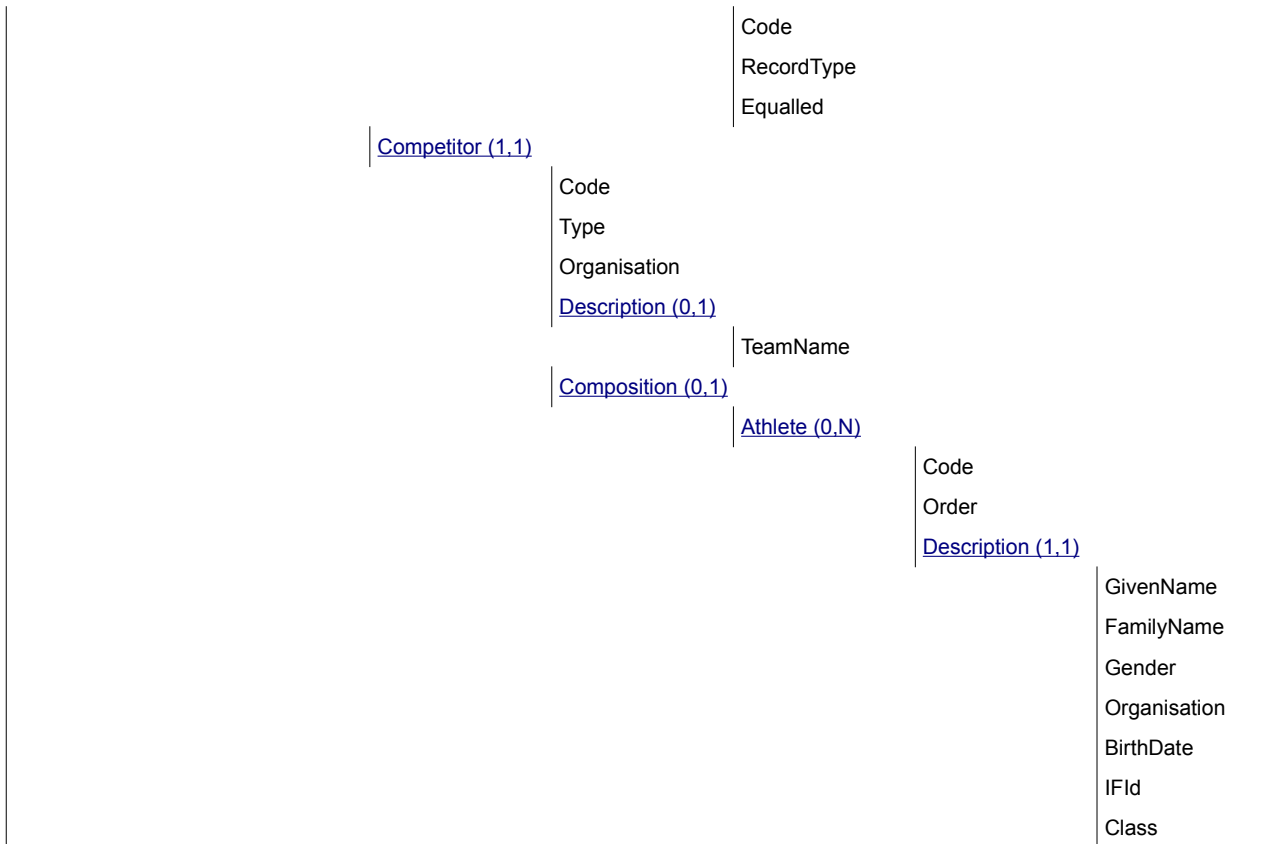 Code
RecordType
Equalled
Competitor (1,1)
Code
Type
Organisation
Description (0,1)
TeamName
Composition (0,1)
Athlete (0,N)
Code
Order
Description (1,1)
GivenName
FamilyName
Gender
Organisation
BirthDate
IFId
Class